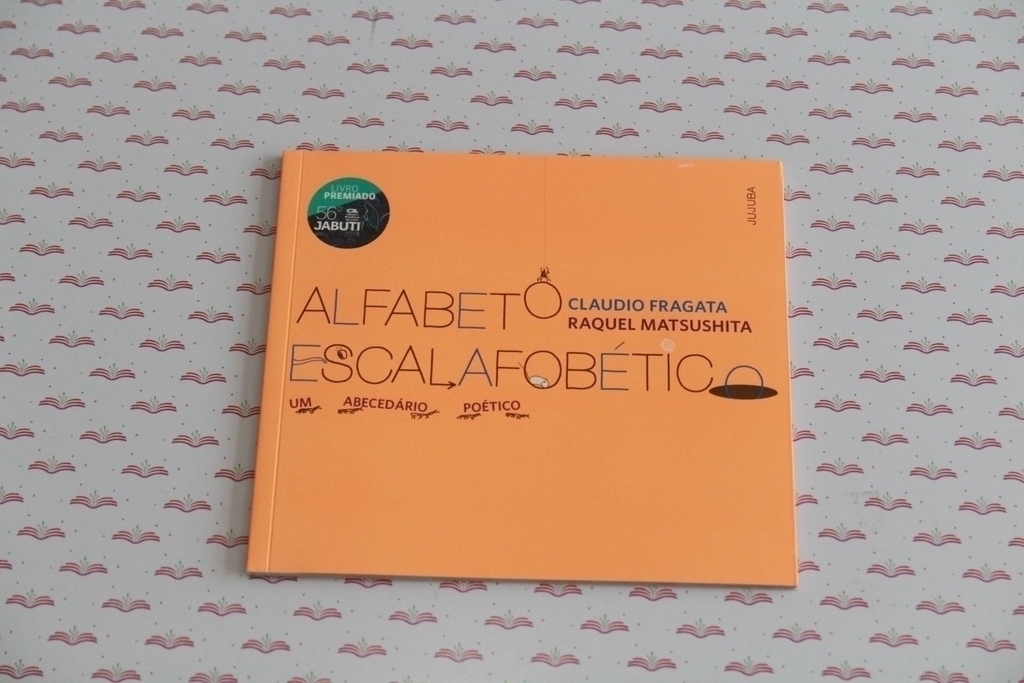 LIVRO
PREMIADO
56º
JABUTI
JUJUBA
ALFABETO
CLAUDIO FRAGATA
RAQUEL MATSUSHITA
ESCALAFOBÉTICO
UM ABECEDÁRIO POÉTICO